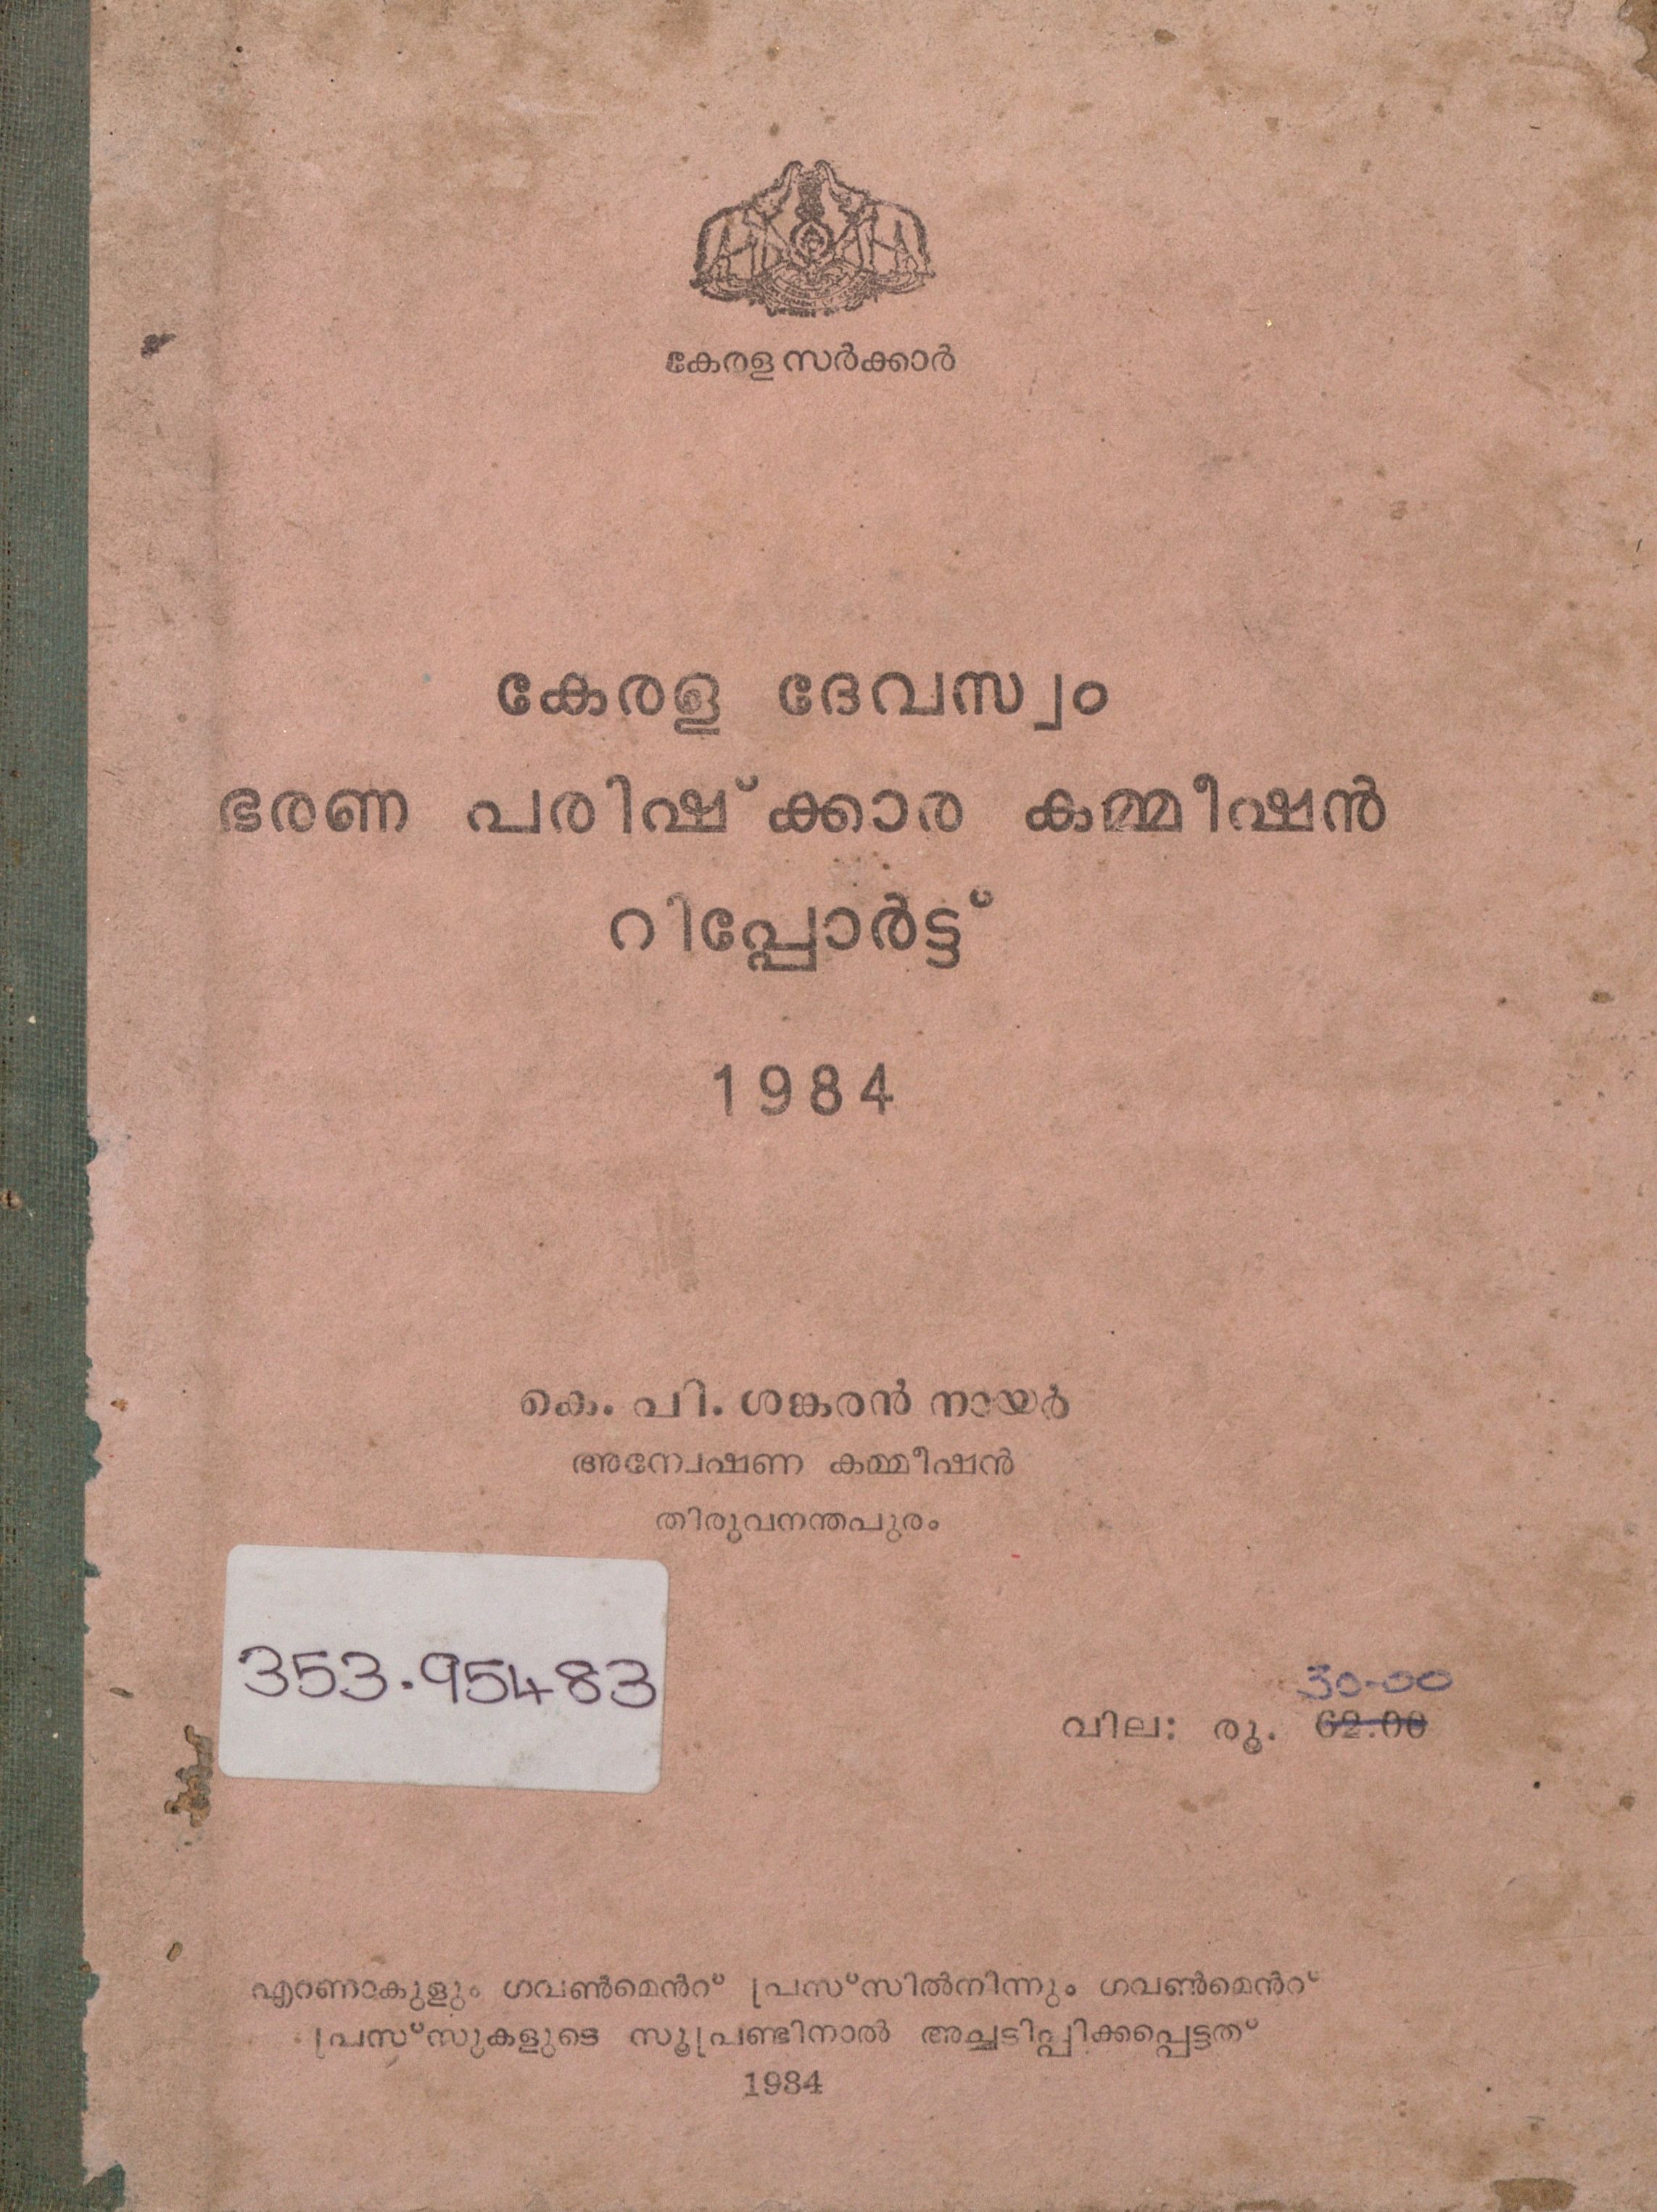 കേരള സർക്കാർ
കേരള ദേവസ്വം
ഭരണ പരിഷ്ക്കാര കമ്മീഷൻ
റിപ്പോർട്ട്
1984
കെ. പി. ശങ്കരൻ നായർ
അന്വേഷണ കമ്മീഷൻ
തിരുവനന്തപുരം
353.95483
30-00
വില: രൂ. 62.00
എറണാകുളം ഗവൺമെൻറ് പ്രസ്സിൽനിന്നും ഗവൺമെൻറ്
പ്രസ്സുകളുടെ സൂപ്രണ്ടിനാൽ അച്ചടിപ്പിക്കപ്പെട്ടത്
1984